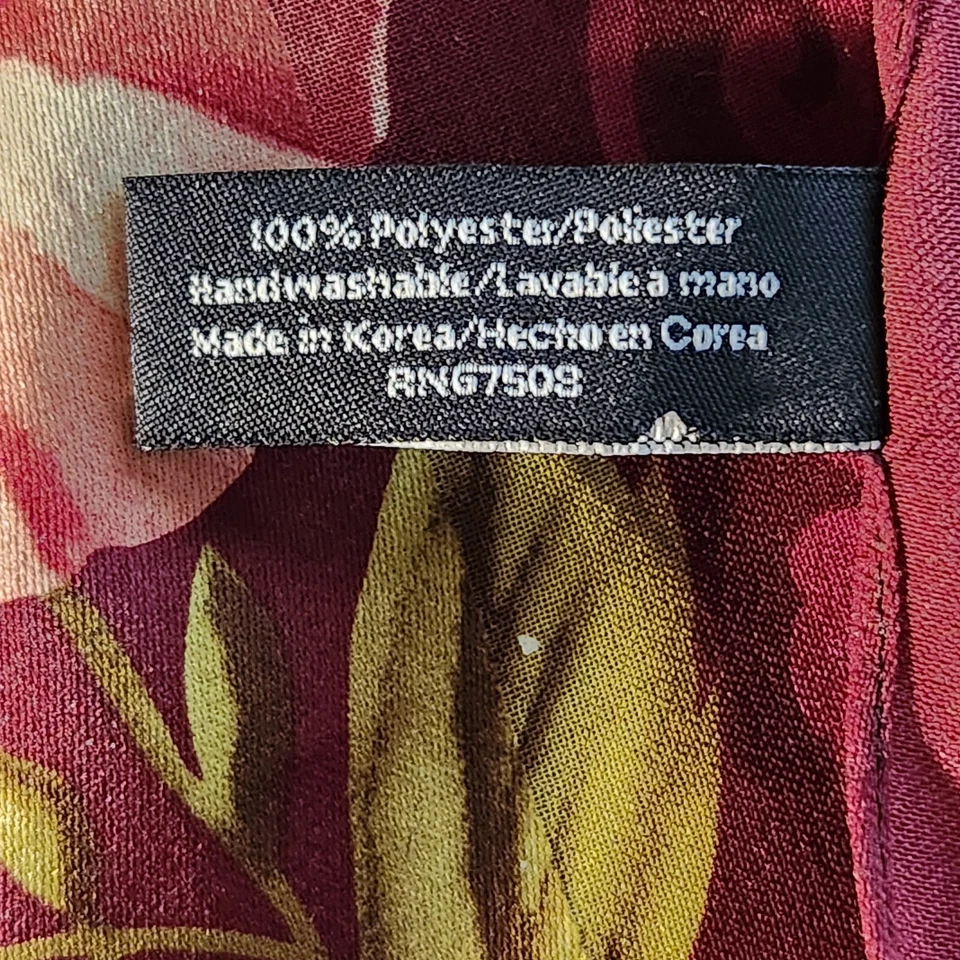 100% Polyester/Poliester
Handwashable/Lavable a mano
Made in Korea/Hecho en Corea
RN67509